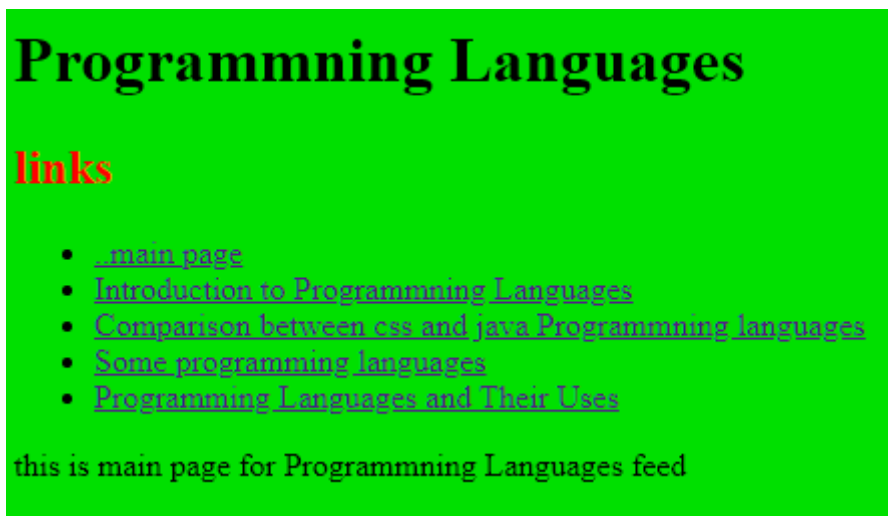 Programmning Languages
links
..main page
Introduction to Programmning Languages
Comparison between css and java Programmning languages
Some programming languages
Programming Languages and Their Uses
this is main page for Programmning Languages feed